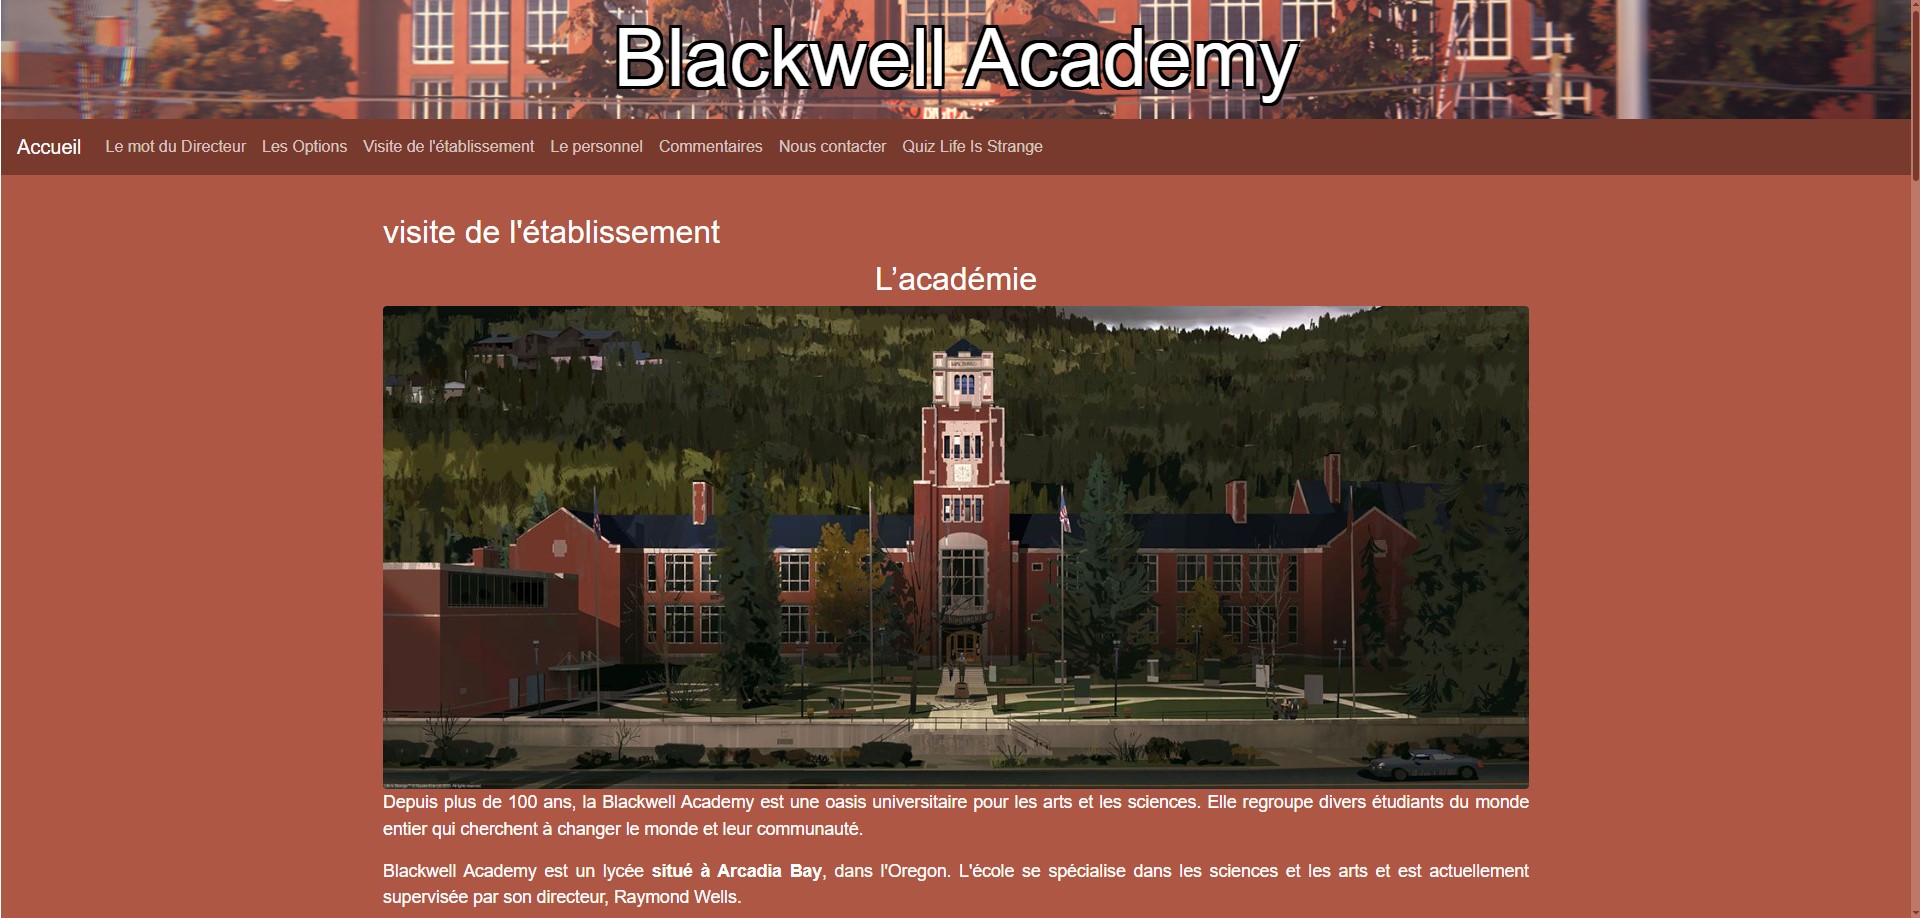 Blackwell Academy
Accueil Le mot du Directeur Les Options Visite de l'établissement Le personnel Commentaires Nous contacter Quiz Life Is Strange
visite de l'établissement
L’académie
Depuis plus de 100 ans, la Blackwell Academy est une oasis universitaire pour les arts et les sciences. Elle regroupe divers étudiants du monde
entier qui cherchent à changer le monde et leur communauté.
Blackwell Academy est un lycée situé à Arcadia Bay, dans l'Oregon. L'école se spécialise dans les sciences et les arts et est actuellement
supervisée par son directeur, Raymond Wells.